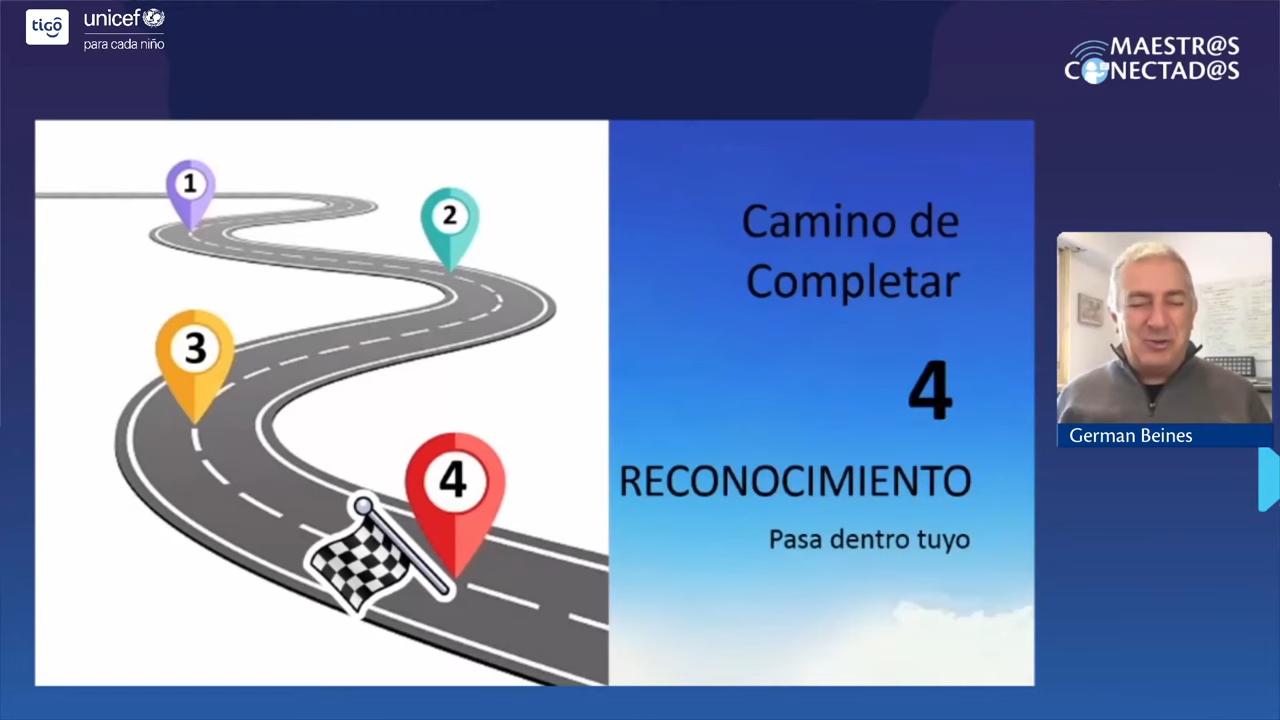 tigo
unicef
para cada niño
MAESTR@S
CONECTAD@S
1
2
3
4
Camino de
Completar
4
RECONOCIMIENTO
Pasa dentro tuyo
German Beines